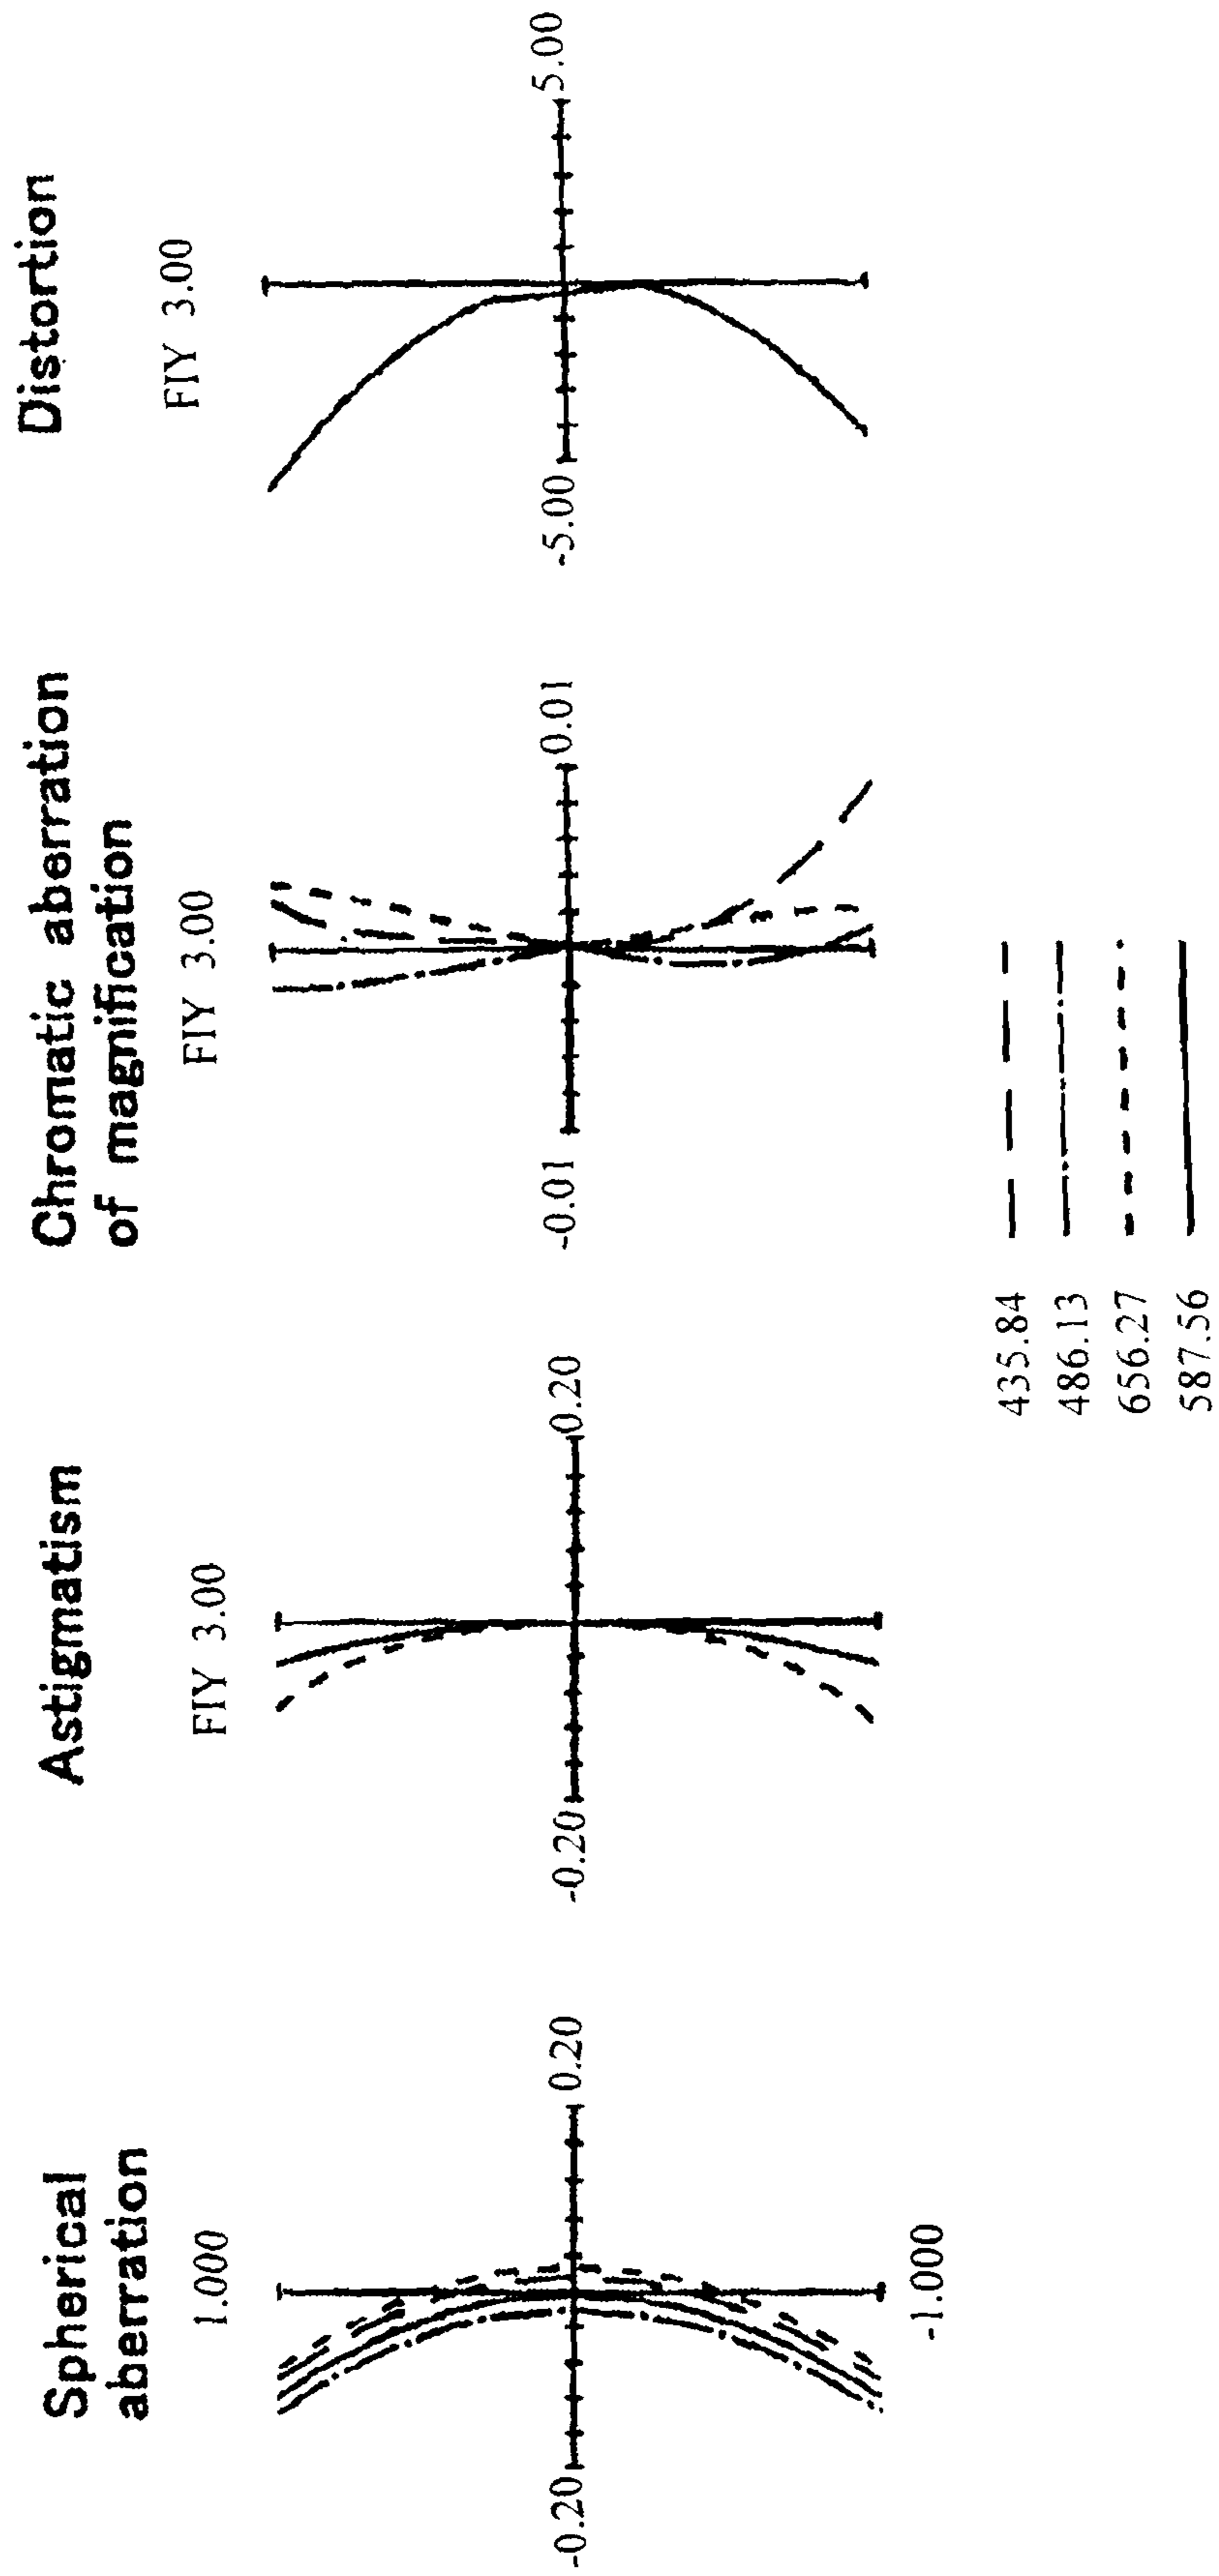 Spherical
aberration
1.000
-0.20
0.20
-1.000
Astigmatism
FIY 3.00
-0.20
0.20
Chromatic aberration
of magnification
FIY 3.00
-0.01
0.01
Distortion
FIY 3.00
-5.00
5.00
435.84
486.13
656.27
587.56